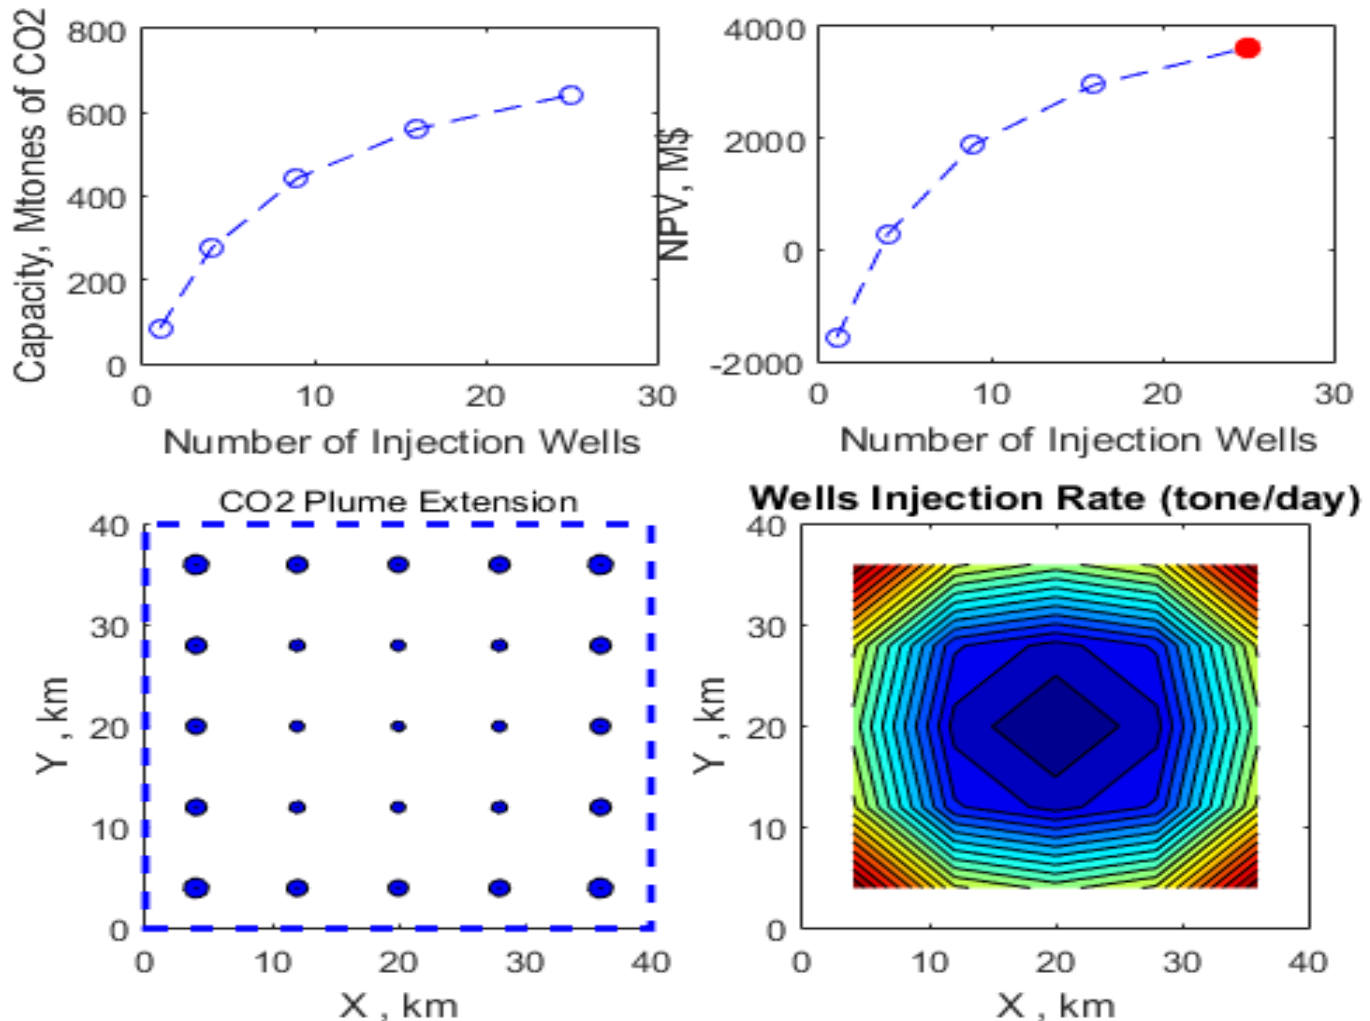 Capacity, Mtones of CO2
800
600
400
200
0
0 10 20 30
Number of Injection Wells
NPV, M$
4000
2000
0
-2000
0 10 20 30
Number of Injection Wells
CO2 Plume Extension
Y , km
40
30
20
10
0
0 10 20 30 40
X , km
Wells Injection Rate (tone/day)
Y , km
40
30
20
10
0
0 10 20 30 40
X , km